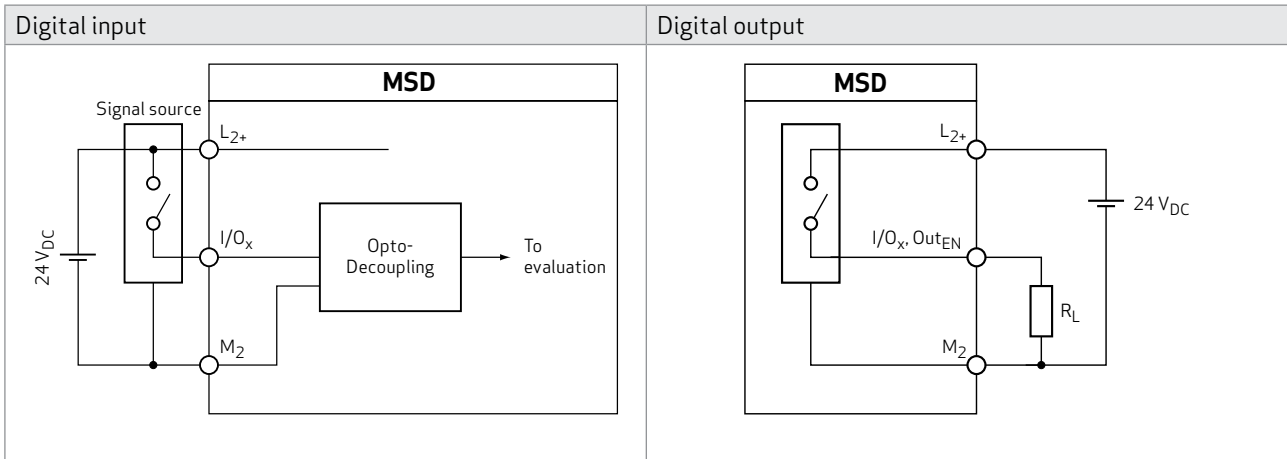 Digital input
Digital output
MSD
Signal source
L2+
24 VDC
I/Ox
Opto-
Decoupling
To
evaluation
M2
MSD
L2+
24 VDC
I/Ox, OutEN
RL
M2